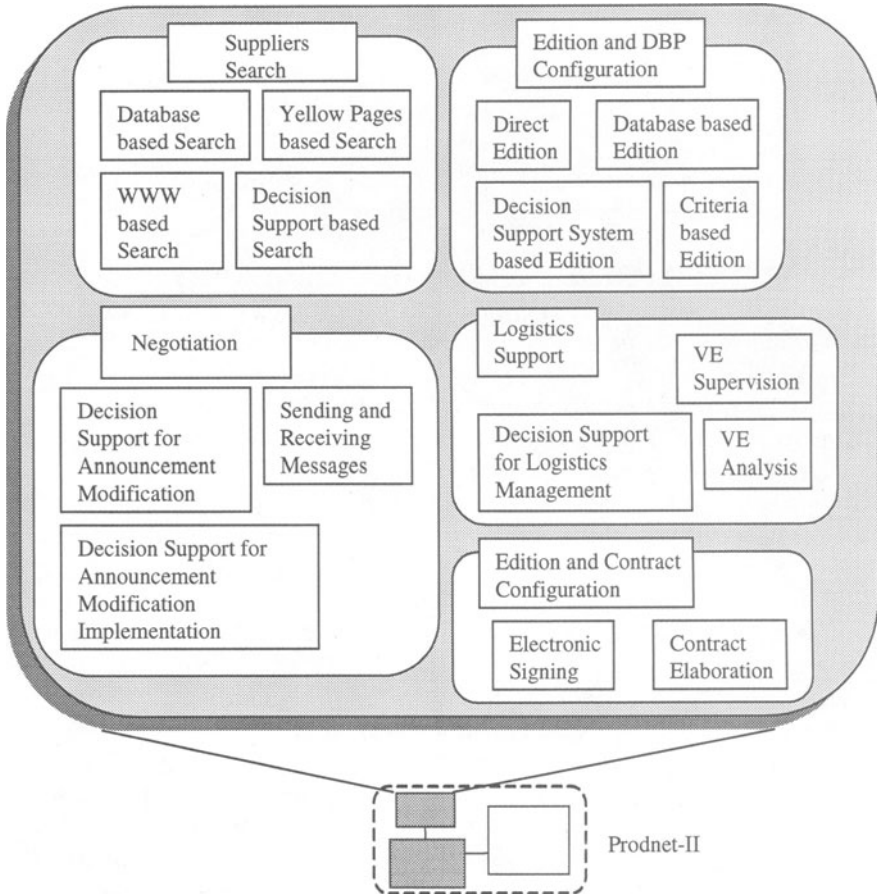 Suppliers
Search
Database
based Search
Yellow Pages
based Search
WWW
based
Search
Decision
Support based
Search
Edition and DBP
Configuration
Direct
Edition
Database based
Edition
Decision
Support System
based Edition
Criteria
based
Edition
Negotiation
Decision
Support for
Announcement
Modification
Sending and
Receiving
Messages
Decision Support for
Announcement
Modification
Implementation
Logistics
Support
VE
Supervision
Decision Support
for Logistics
Management
VE
Analysis
Edition and Contract
Configuration
Electronic
Signing
Contract
Elaboration
Prodnet-II